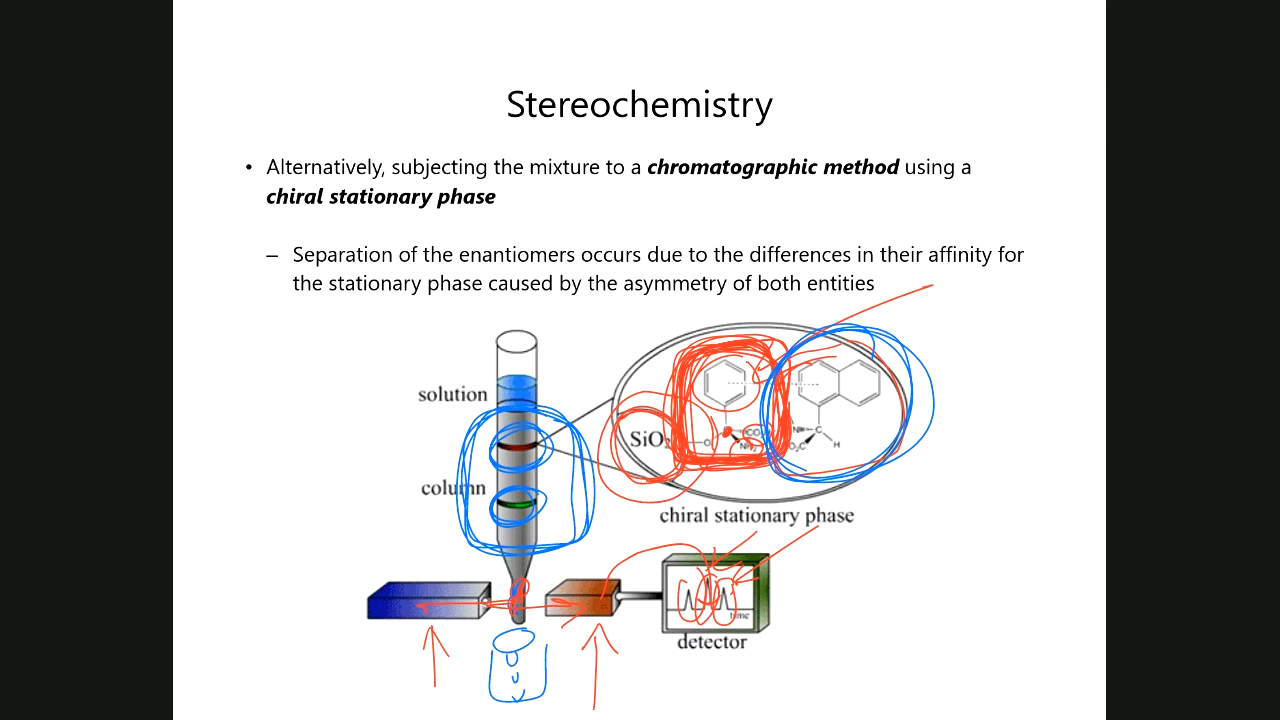 Stereochemistry
• Alternatively, subjecting the mixture to a chromatographic method using a
chiral stationary phase
– Separation of the enantiomers occurs due to the differences in their affinity for
the stationary phase caused by the asymmetry of both entities
solution
SiO
column
chiral stationary phase
H
C
time
detector